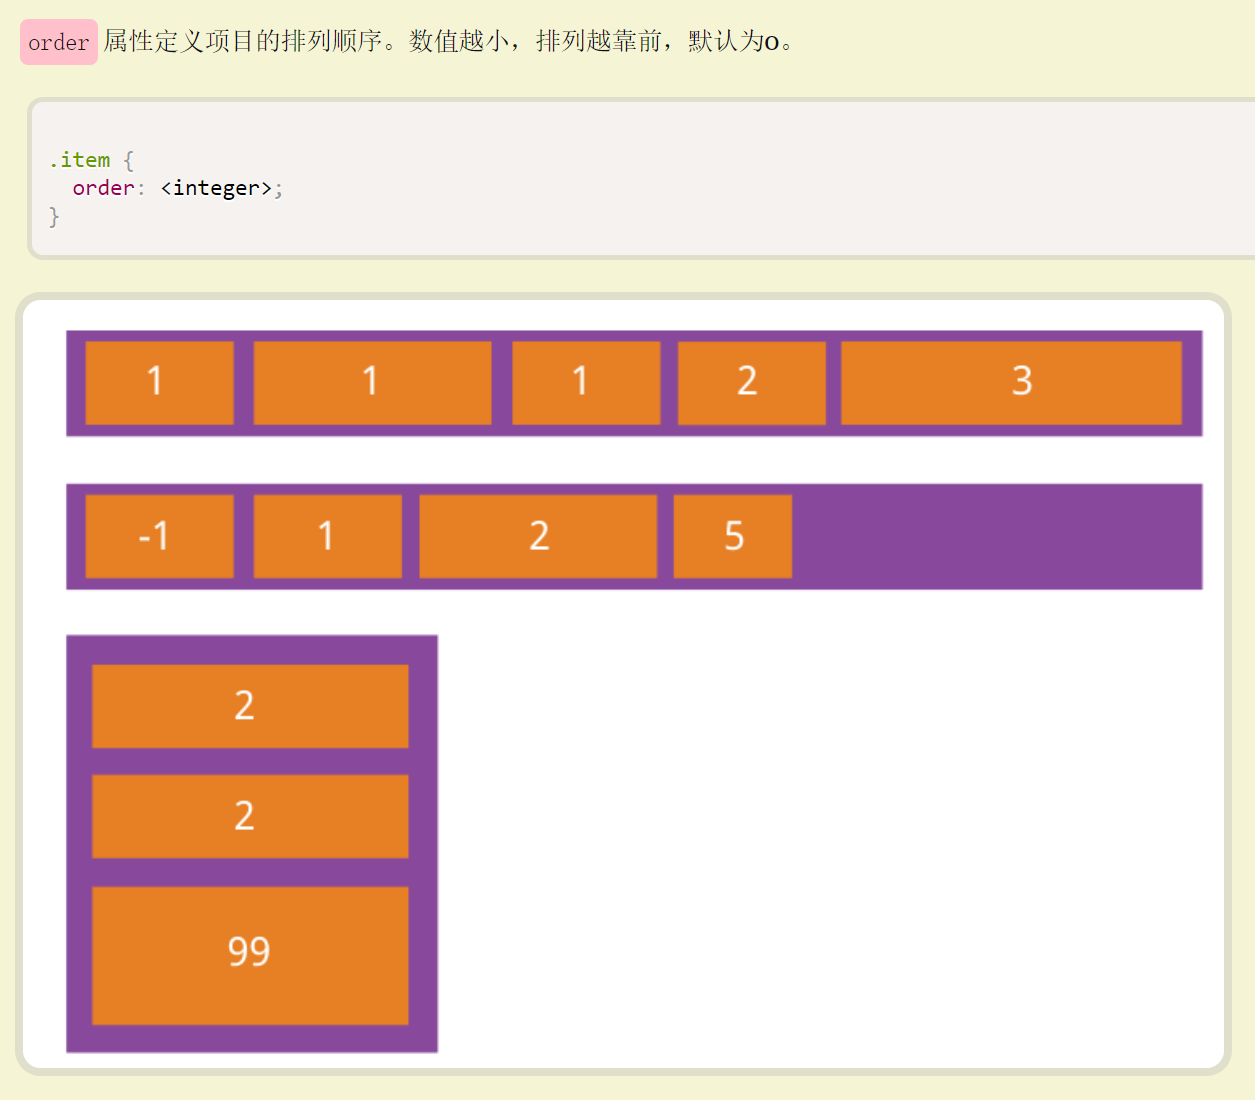 order 属性定义项目的排列顺序。数值越小，排列越靠前，默认为0。
.item {
  order: <integer>;
}
1 1 1 2 3
-1 1 2 5
2
2
99